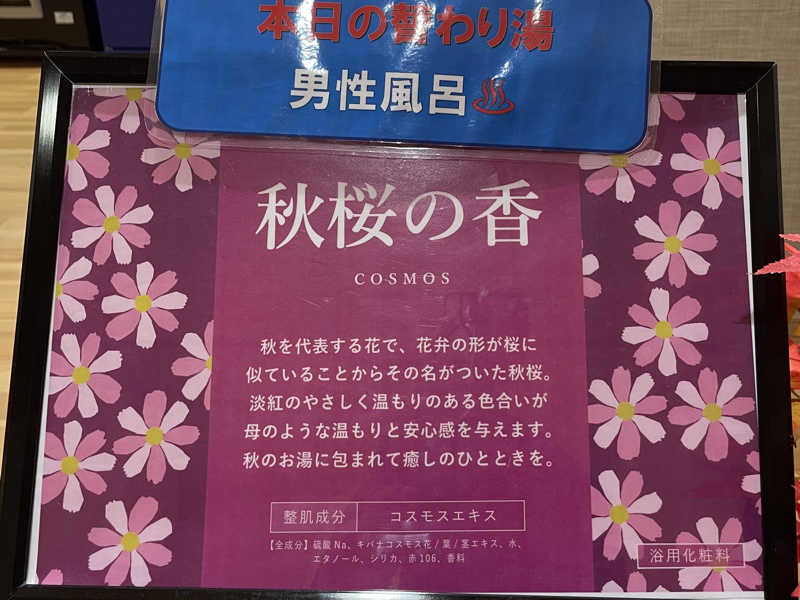 本日の替わり湯
男性風呂♨
秋桜の香
COSMOS
秋を代表する花で、花弁の形が桜に
似ていることからその名がついた秋桜。
淡紅のやさしく温もりのある色合いが
母のような温もりと安心感を与えます。
秋のお湯に包まれて癒しのひとときを。
整肌成分 コスモスエキス
【全成分】硫酸Na、キバナコスモス花/葉/茎エキス、水、
エタノール、シリカ、赤106、香料
浴用化粧料